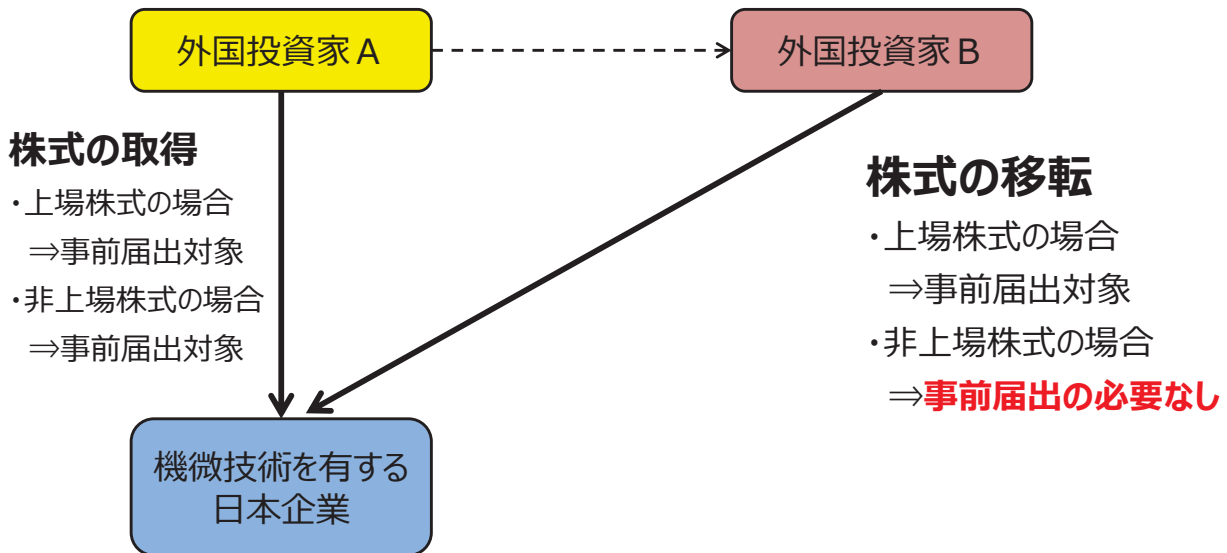 外国投資家A
外国投資家B
株式の取得
・上場株式の場合
⇒事前届出対象
・非上場株式の場合
⇒事前届出対象
株式の移転
・上場株式の場合
⇒事前届出対象
・非上場株式の場合
⇒事前届出の必要なし
機微技術を有する
日本企業